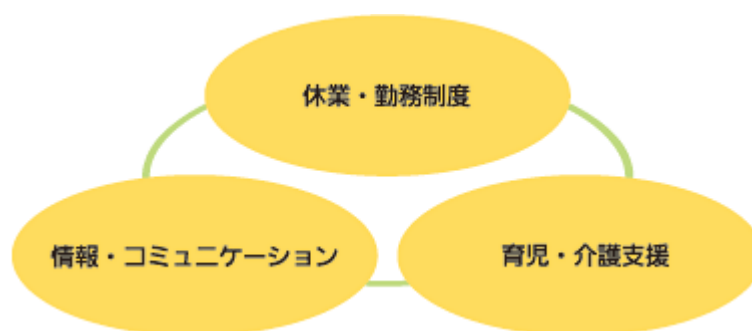 休業・勤務制度
情報・コミュニケーション
育児・介護支援